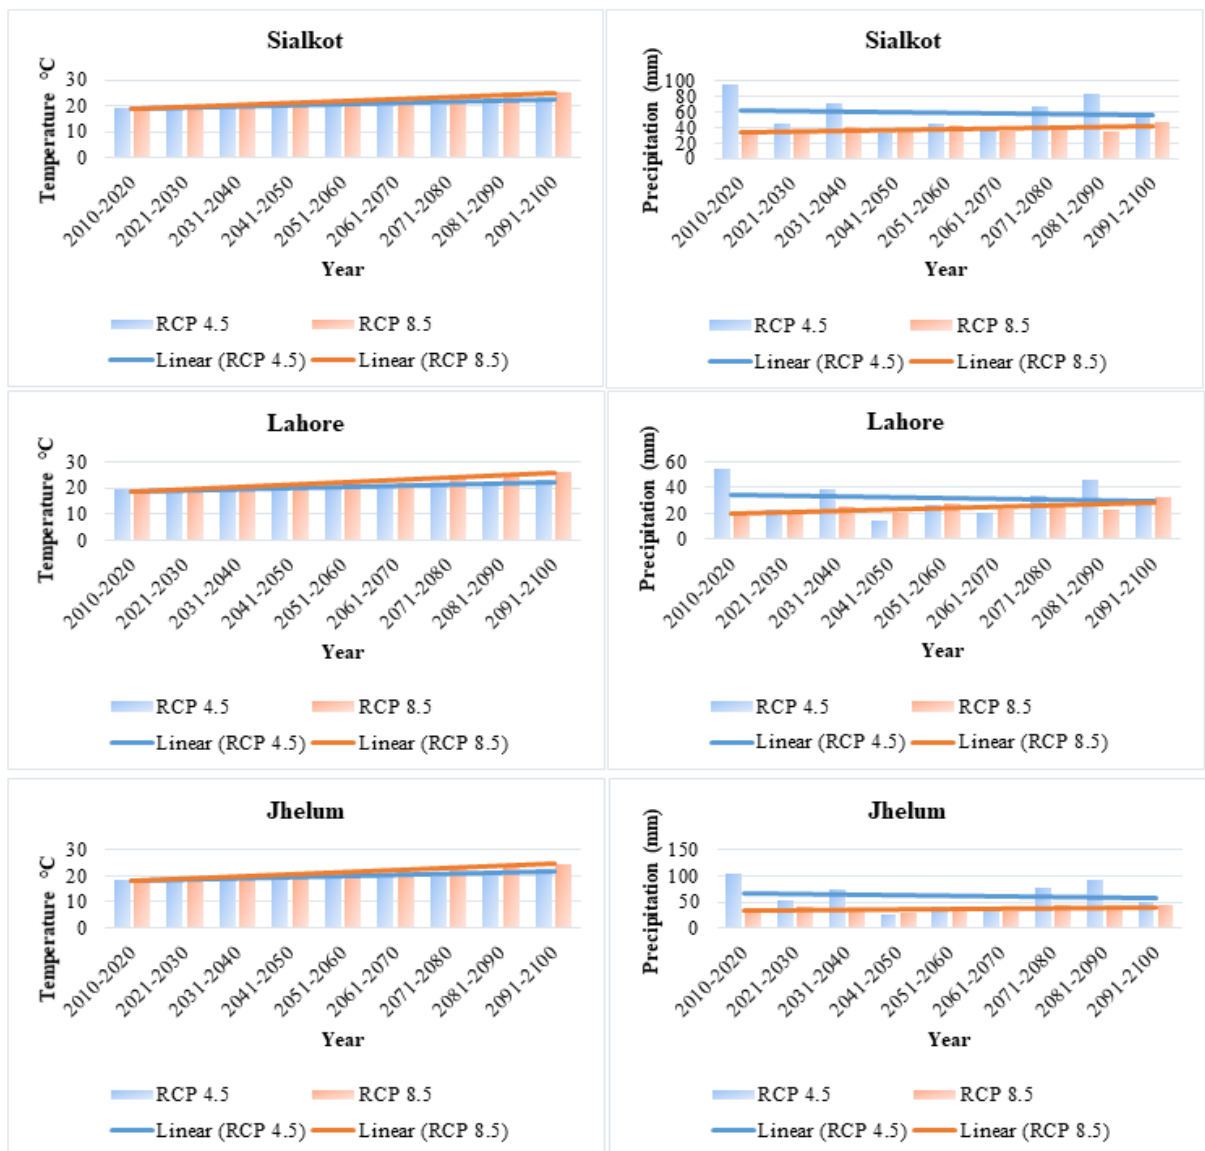 Sialkot
Temperature °C
30
20
10
0
2010-2020
2021-2030
2031-2040
2041-2050
2051-2060
2061-2070
2071-2080
2081-2090
2091-2100
Year
RCP 4.5
RCP 8.5
Linear (RCP 4.5)
Linear (RCP 8.5)
Sialkot
Precipitation (mm)
100
80
60
40
20
0
2010-2020
2021-2030
2031-2040
2041-2050
2051-2060
2061-2070
2071-2080
2081-2090
2091-2100
Year
RCP 4.5
RCP 8.5
Linear (RCP 4.5)
Linear (RCP 8.5)
Lahore
Temperature °C
30
20
10
0
2010-2020
2021-2030
2031-2040
2041-2050
2051-2060
2061-2070
2071-2080
2081-2090
2091-2100
Year
RCP 4.5
RCP 8.5
Linear (RCP 4.5)
Linear (RCP 8.5)
Lahore
Precipitation (mm)
60
40
20
0
2010-2020
2021-2030
2031-2040
2041-2050
2051-2060
2061-2070
2071-2080
2081-2090
2091-2100
Year
RCP 4.5
RCP 8.5
Linear (RCP 4.5)
Linear (RCP 8.5)
Jhelum
Temperature °C
30
20
10
0
2010-2020
2021-2030
2031-2040
2041-2050
2051-2060
2061-2070
2071-2080
2081-2090
2091-2100
Year
RCP 4.5
RCP 8.5
Linear (RCP 4.5)
Linear (RCP 8.5)
Jhelum
Precipitation (mm)
150
100
50
0
2010-2020
2021-2030
2031-2040
2041-2050
2051-2060
2061-2070
2071-2080
2081-2090
2091-2100
Year
RCP 4.5
RCP 8.5
Linear (RCP 4.5)
Linear (RCP 8.5)